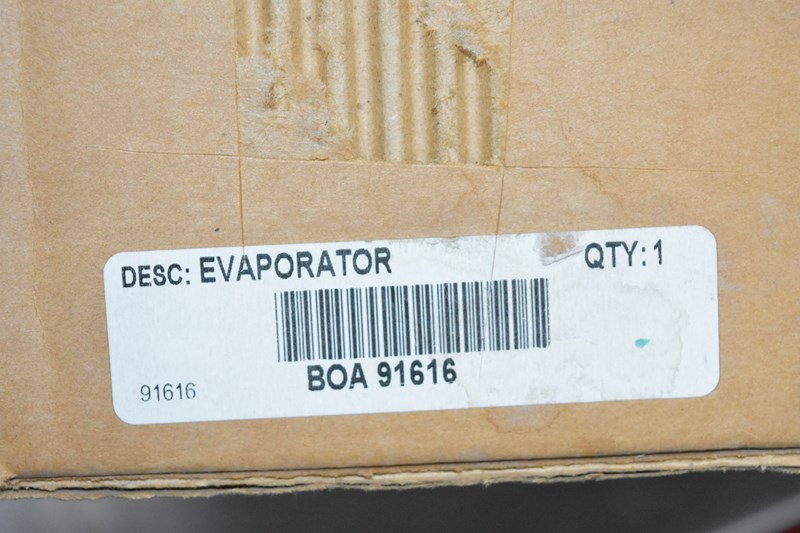 DESC: EVAPORATOR QTY: 1
BOA 91616
91616